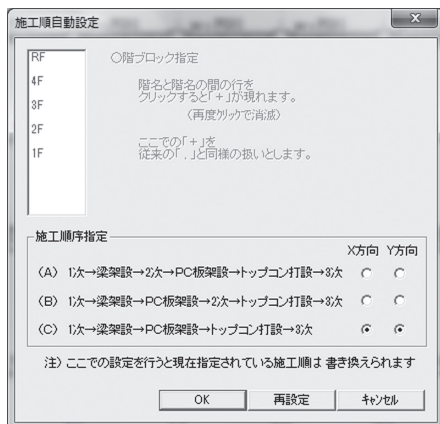 施工順自動設定
X
RF
4F
3F
2F
1F
○階ブロック指定
階名と階名の間の行を
クリックすると「+」が現れます。
(再度クリックで消滅)
ここでの「+」を
従来の「,」と同様の扱いとします。
施工順序指定
X方向 Y方向
(A) 1次→梁架設→2次→PC板架設→トップコン打設→3次
(B) 1次→梁架設→PC板架設→2次→トップコン打設→3次
(C) 1次→梁架設→PC板架設→トップコン打設→3次
注) ここでの設定を行うと現在指定されている施工順は 書き換えられます
OK 再設定 キャンセル